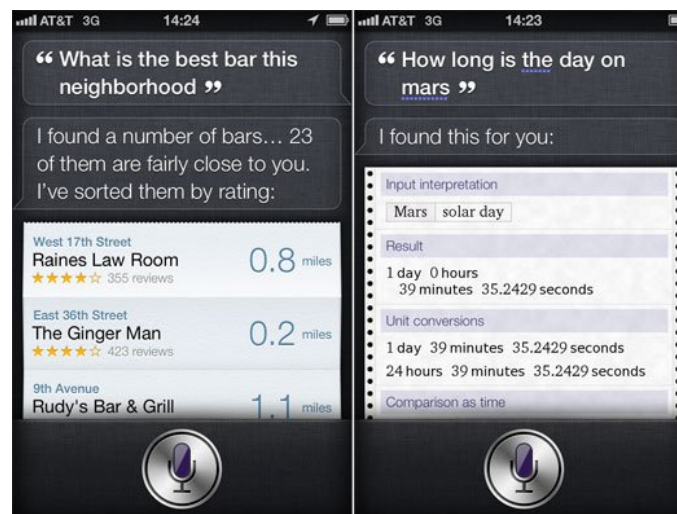 AT&T 3G 14:24
“ What is the best bar this
neighborhood ”
I found a number of bars... 23
of them are fairly close to you.
I've sorted them by rating:
West 17th Street
Raines Law Room
355 reviews
0.8 miles
East 36th Street
The Ginger Man
423 reviews
0.2 miles
9th Avenue
Rudy's Bar & Grill
1.1 miles
AT&T 3G 14:23
“ How long is the day on
mars ”
I found this for you:
Input interpretation
Mars solar day
Result
1 day 0 hours
39 minutes 35.2429 seconds
Unit conversions
1 day 39 minutes 35.2429 seconds
24 hours 39 minutes 35.2429 seconds
Comparison as time